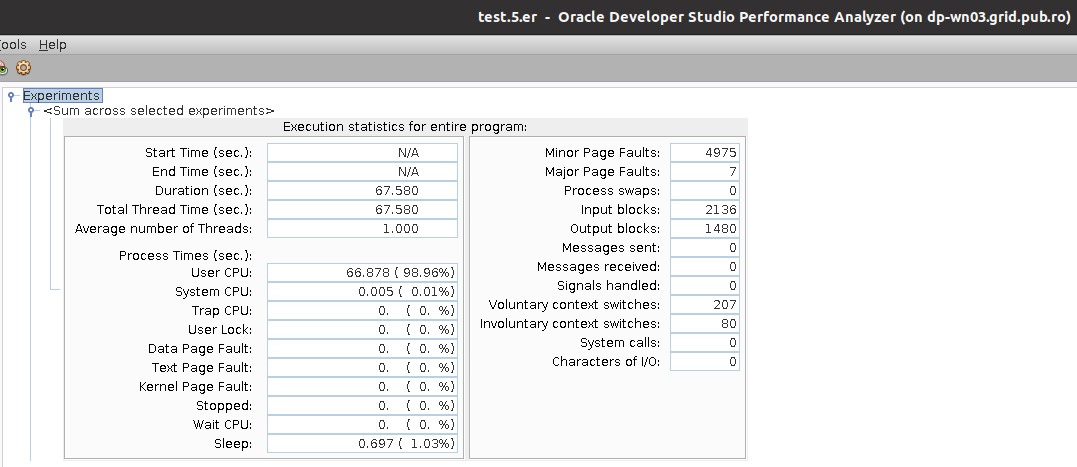 test.5.er - Oracle Developer Studio Performance Analyzer (on dp-wn03.grid.pub.ro)
ools Help
Experiments
<Sum across selected experiments>
Execution statistics for entire program:
Start Time (sec.): N/A
End Time (sec.): N/A
Duration (sec.): 67.580
Total Thread Time (sec.): 67.580
Average number of Threads: 1.000
Process Times (sec.):
User CPU: 66.878 ( 98.96%)
System CPU: 0.005 ( 0.01%)
Trap CPU: 0. ( 0. %)
User Lock: 0. ( 0. %)
Data Page Fault: 0. ( 0. %)
Text Page Fault: 0. ( 0. %)
Kernel Page Fault: 0. ( 0. %)
Stopped: 0. ( 0. %)
Wait CPU: 0. ( 0. %)
Sleep: 0.697 ( 1.03%)
Minor Page Faults: 4975
Major Page Faults: 7
Process swaps: 0
Input blocks: 2136
Output blocks: 1480
Messages sent: 0
Messages received: 0
Signals handled: 0
Voluntary context switches: 207
Involuntary context switches: 80
System calls: 0
Characters of I/O: 0